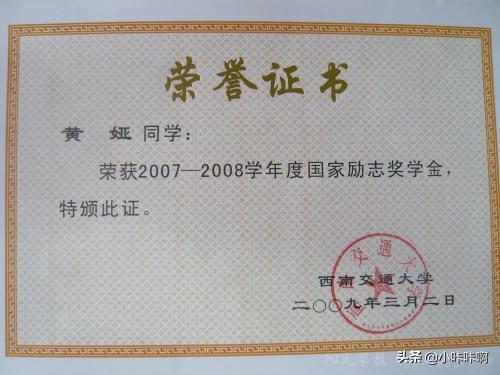 荣誉证书
黄 娅 同学：
荣获2007—2008学年度国家励志奖学金，
特颁此证。
西南交通大学
二〇〇九年三月二日
头条 @小咔咔啊